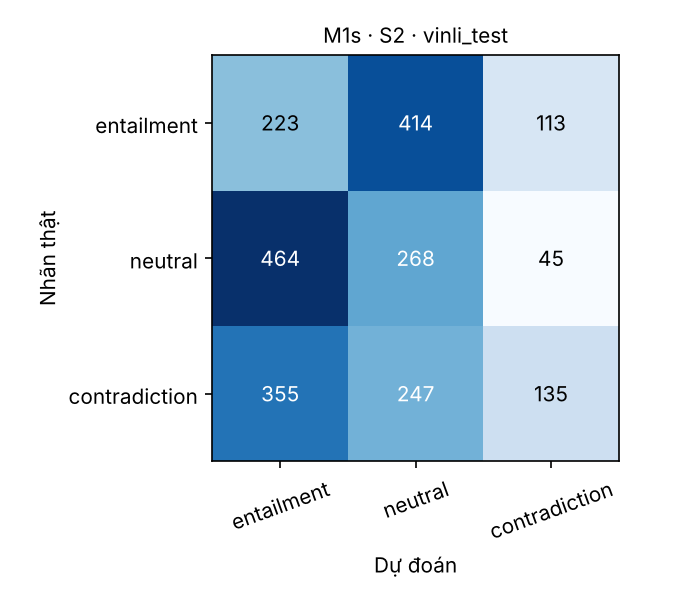 M1s · S2 · vinli_test
entailment 223 414 113
neutral 464 268 45
contradiction 355 247 135
entailment neutral contradiction
Nhãn thật
Dự đoán